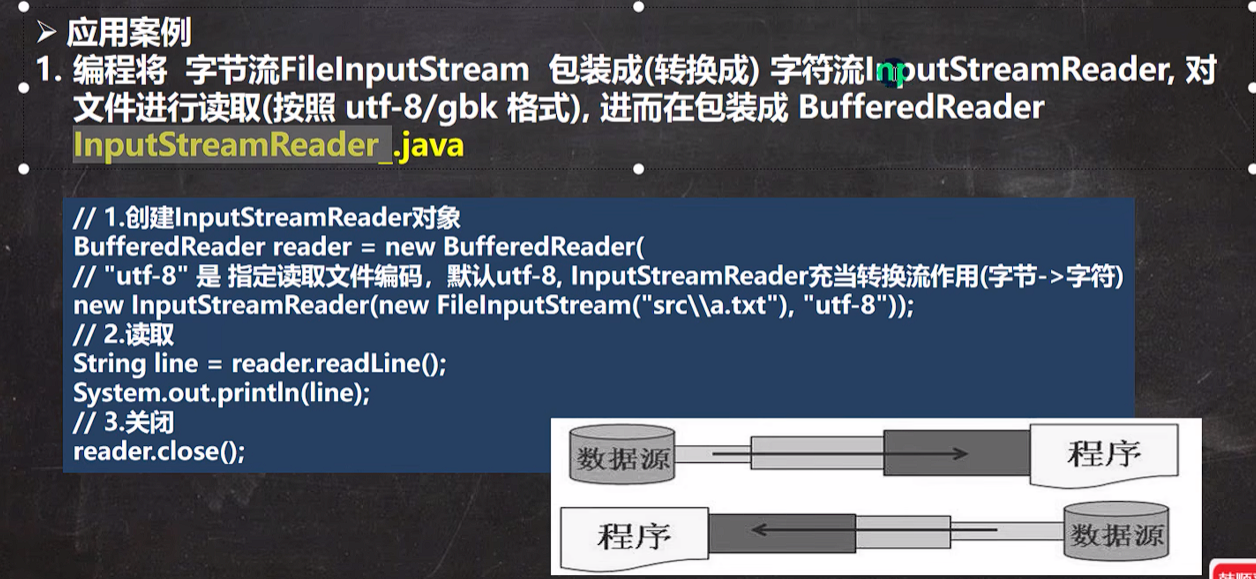 ➢ 应用案例
1. 编程将 字节流FileInputStream 包装成(转换成) 字符流InputStreamReader, 对
文件进行读取(按照 utf-8/gbk 格式), 进而在包装成 BufferedReader
InputStreamReader_.java
// 1.创建InputStreamReader对象
BufferedReader reader = new BufferedReader(
// "utf-8" 是 指定读取文件编码，默认utf-8, InputStreamReader充当转换流作用(字节->字符)
new InputStreamReader(new FileInputStream("src\\a.txt"), "utf-8"));
// 2.读取
String line = reader.readLine();
System.out.println(line);
// 3.关闭
reader.close();
数据源
程序
程序
数据源